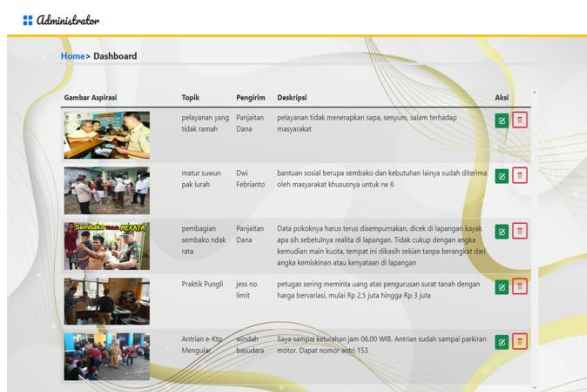 Administrator
Home> Dashboard
Gambar Aspirasi Topik Pengirim Deskripsi Aksi
pelayanan yang tidak ramah
Panjaitan Dana
pelayanan tidak menerapkan sapa, senyum, salam terhadap
masyarakat
matur suwun pak lurah
Dwi Febrianto
bantuan sosial berupa sembako dan kebutuhan lainya sudah diterima
oleh masyarakat khususnya untuk rw 6
Sembako TIDAK MERATA
pembagian sembako ndak rata
Panjaitan Dana
Data pokoknya harus terus disempurnakan, dicek di lapangan kayak
apa sih sebetulnya realita di lapangan. Tidak cukup dengan angka
kemudian main kuota, tempat ini dikasih sekian tanpa berangkat dari
angka kemiskinan atau kenyataan di lapangan
Praktik Pungli
jess no limit
petugas sering meminta uang atas pengurusan surat tanah dengan
harga bervariasi, mulai Rp 2,5 juta hingga Rp 3 juta
Antrian e-Ktp Mengular
windah basudara
Saya sampai kelurahan jam 06.00 WIB. Antrian sudah sampai parkiran
motor. Dapat nomor antri 153